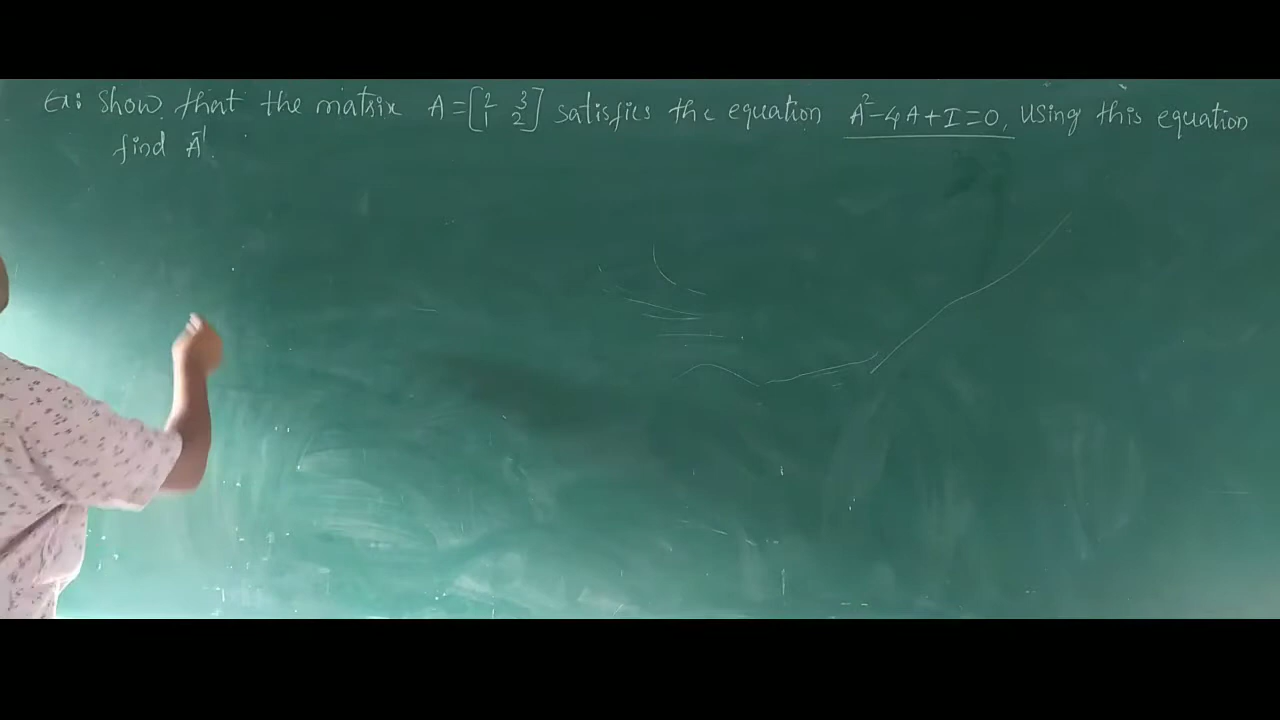 Ex: Show that the matrix A = [2 3 1 2] satisfies the equation A² - 4A + I = 0, Using this equation
find A⁻¹.